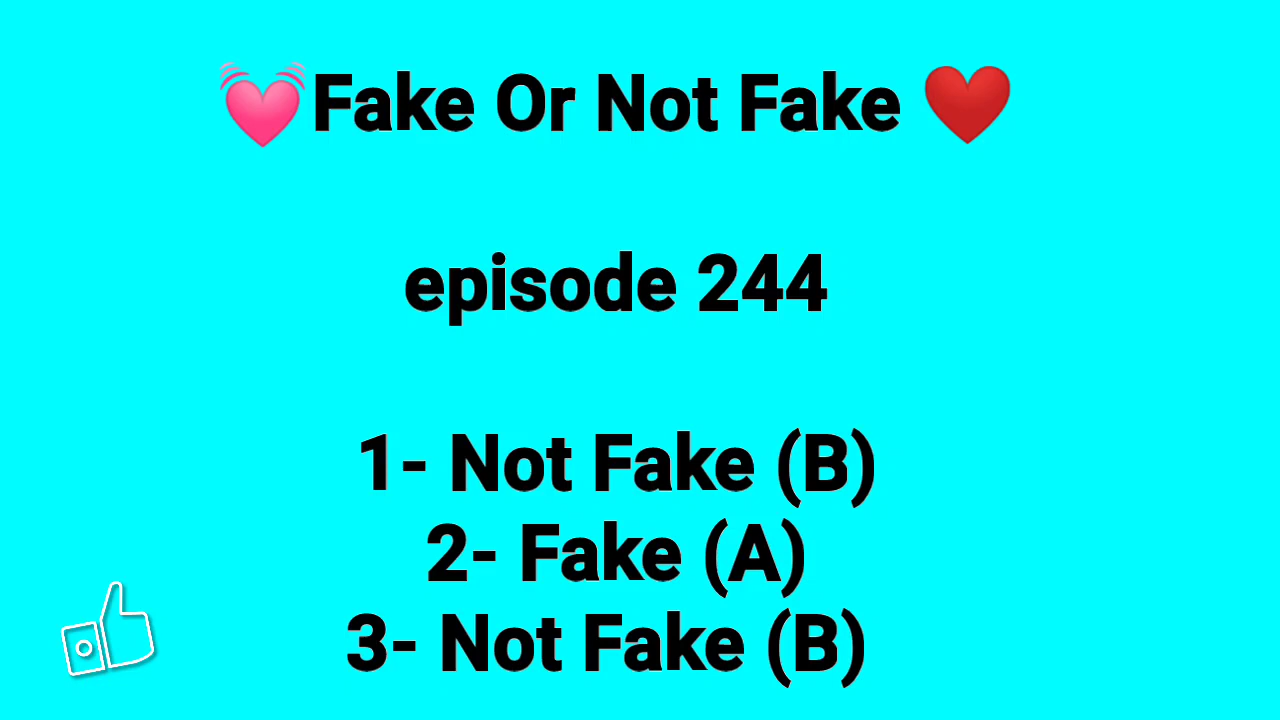 💓Fake Or Not Fake ❤️
episode 244
1- Not Fake (B)
2- Fake (A)
3- Not Fake (B)